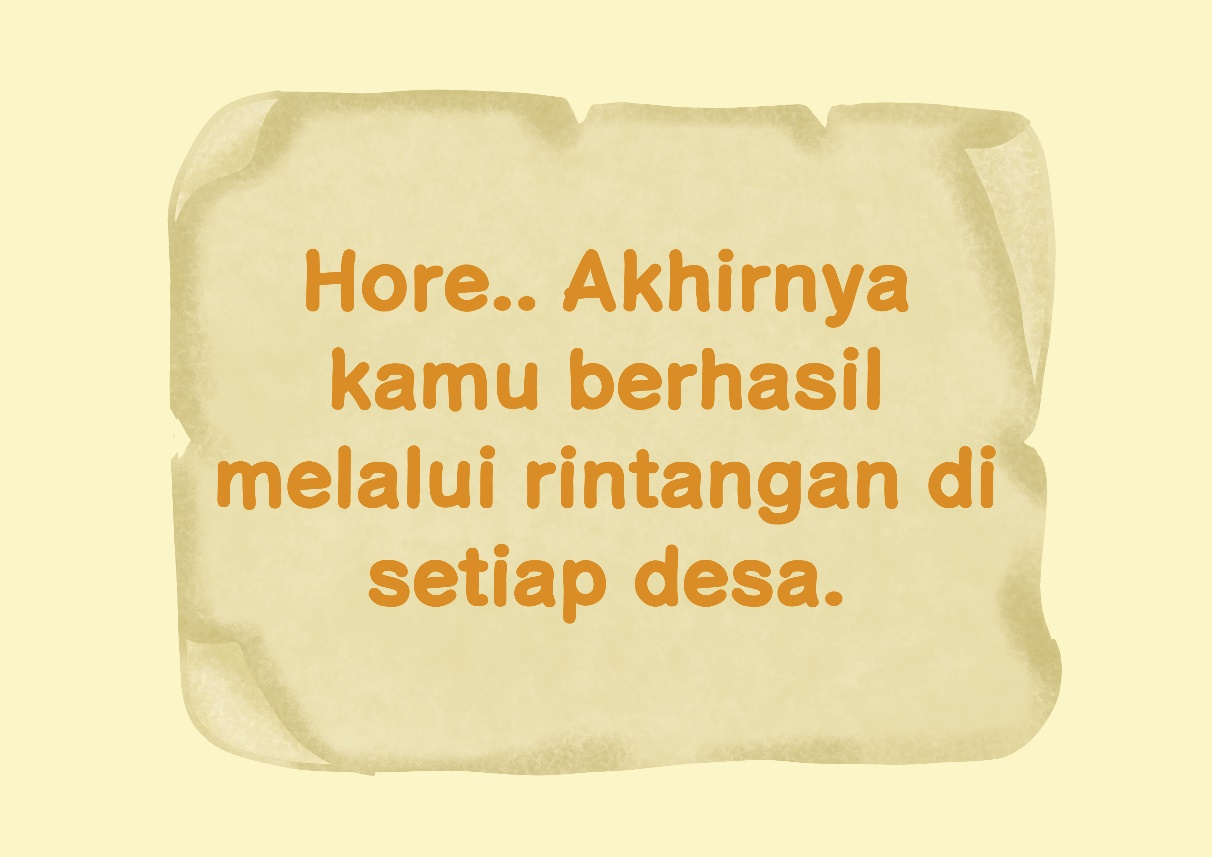 Hore.. Akhirnya
kamu berhasil
melalui rintangan di
setiap desa.